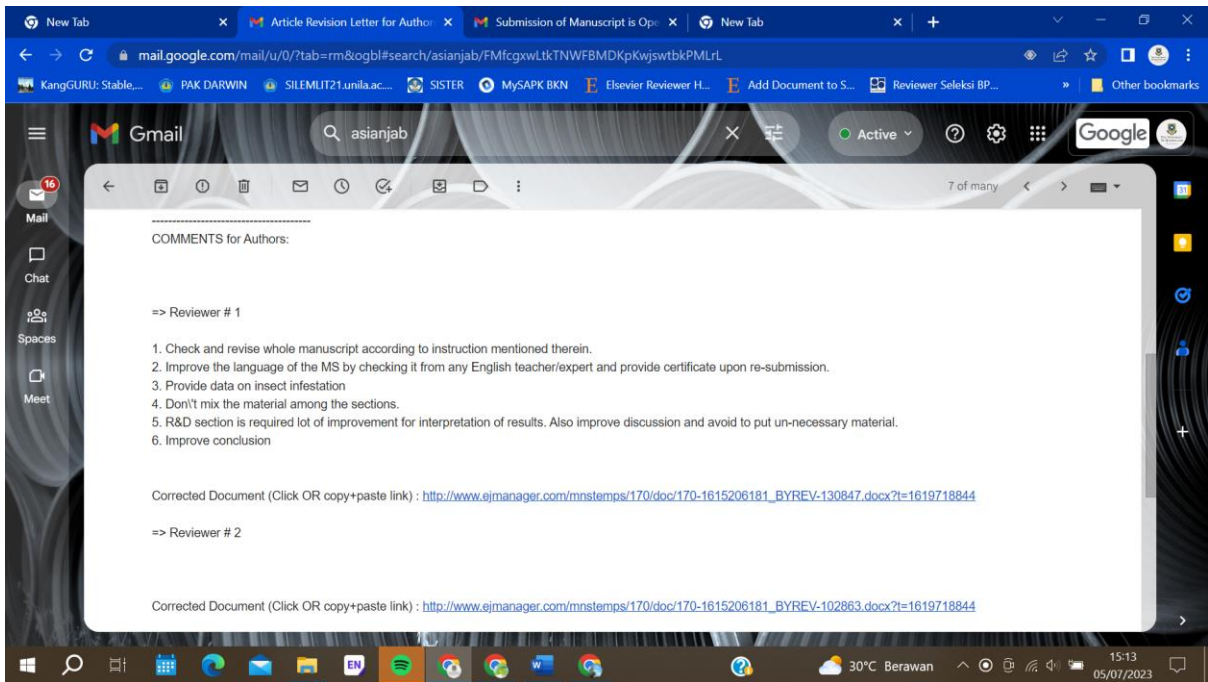 New Tab
Article Revision Letter for Author
Submission of Manuscript is Ope
New Tab
mail.google.com/mail/u/0/?tab=rm&ogbl#search/asianjab/FMfcgxwLtkTNWFBMDKpKwjswtbkPMLrL
KangGURU: Stable,...
PAK DARWIN
SILEMLIT21.unila.ac....
SISTER
MySAPK BKN
Elsevier Reviewer H...
Add Document to S...
Reviewer Seleksi BP...
»
Other bookmarks
Gmail
asianjab
Active
Google
16
7 of many
31
Mail
Chat
Spaces
Meet
----------------------------------------
COMMENTS for Authors:
=> Reviewer # 1
1. Check and revise whole manuscript according to instruction mentioned therein.
2. Improve the language of the MS by checking it from any English teacher/expert and provide certificate upon re-submission.
3. Provide data on insect infestation
4. Don\'t mix the material among the sections.
5. R&D section is required lot of improvement for interpretation of results. Also improve discussion and avoid to put un-necessary material.
6. Improve conclusion
Corrected Document (Click OR copy+paste link) : http://www.ejmanager.com/mnstemps/170/doc/170-1615206181_BYREV-130847.docx?t=1619718844
=> Reviewer # 2
Corrected Document (Click OR copy+paste link) : http://www.ejmanager.com/mnstemps/170/doc/170-1615206181_BYREV-102863.docx?t=1619718844
EN
30°C Berawan
15:13
05/07/2023